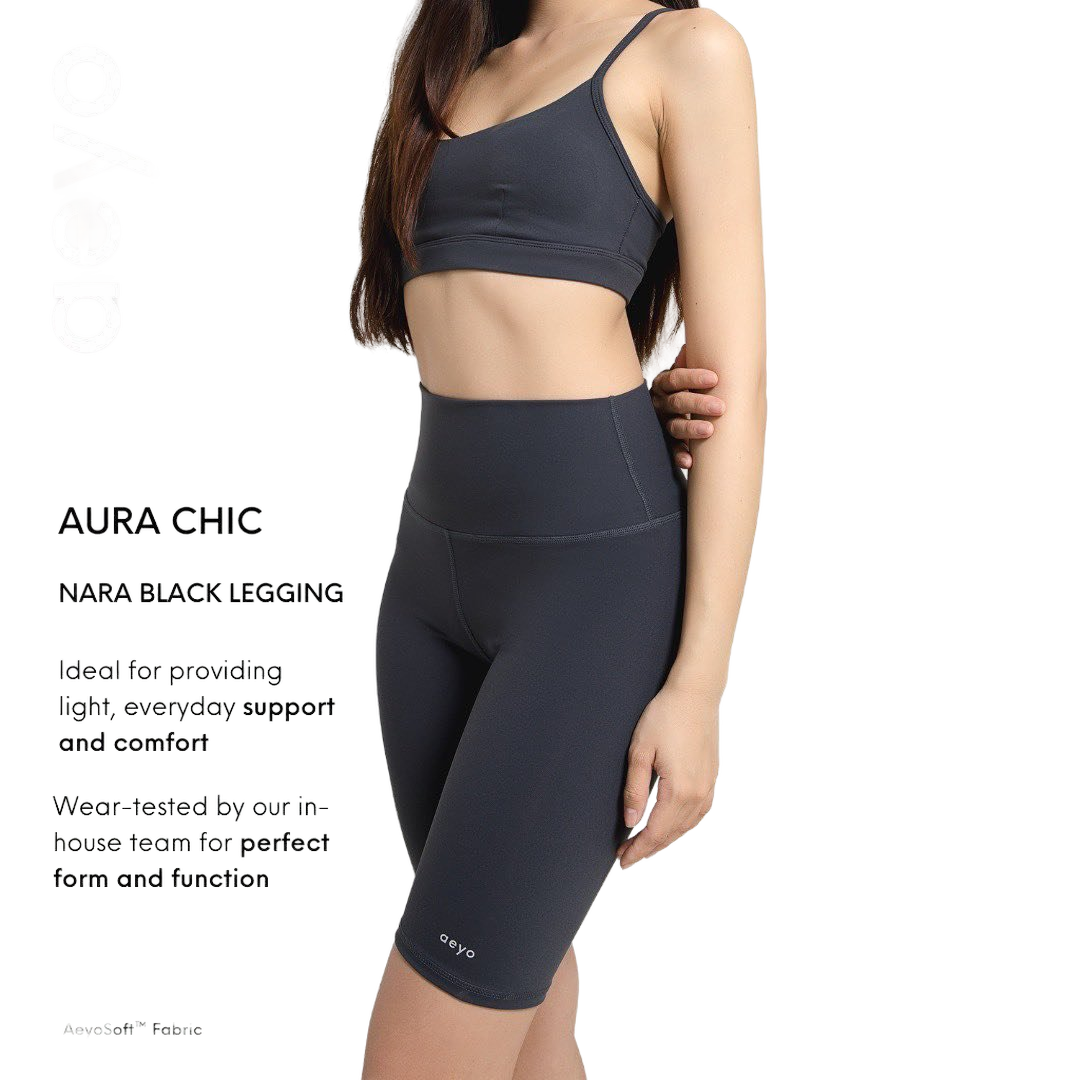 aeyo
AURA CHIC
NARA BLACK LEGGING
Ideal for providing
light, everyday support
and comfort
Wear-tested by our in-
house team for perfect
form and function
aeyo
AeyoSoft™ Fabric